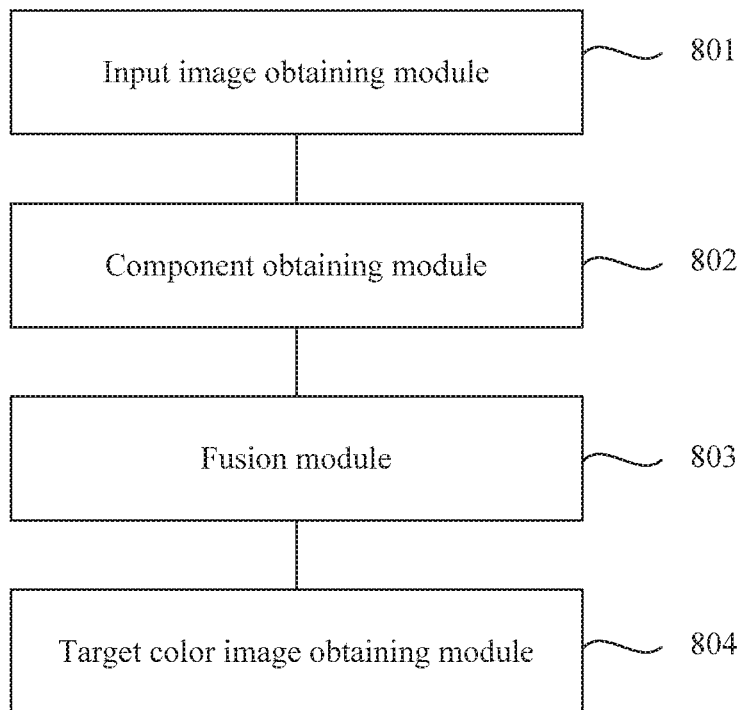 Input image obtaining module
801
Component obtaining module
802
Fusion module
803
Target color image obtaining module
804